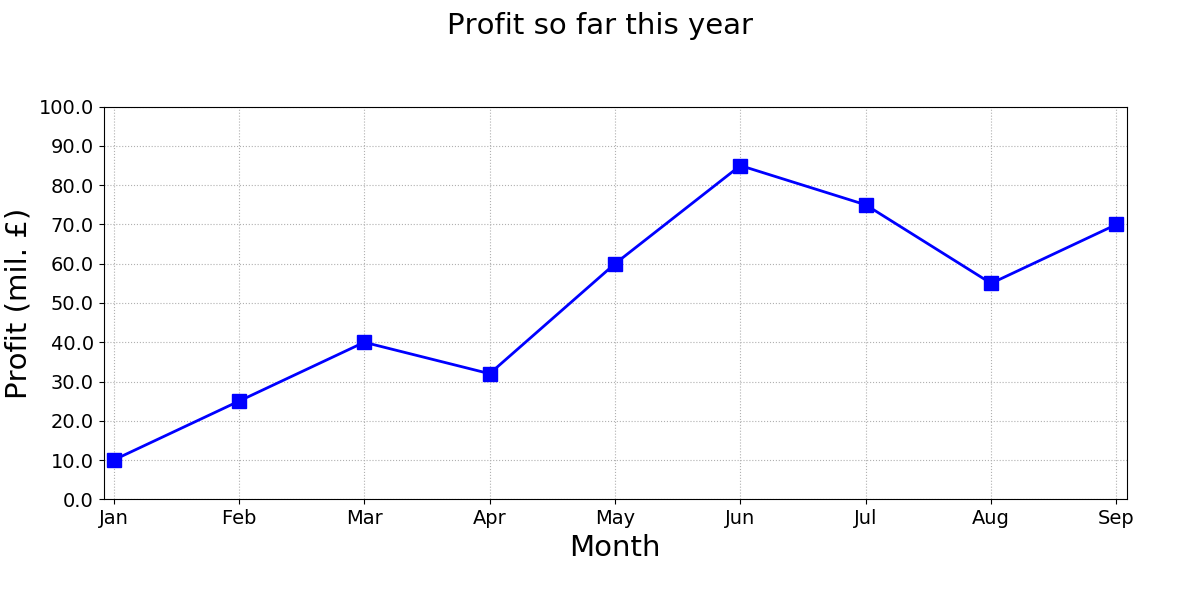 Profit so far this year
Profit (mil. £)
100.0
90.0
80.0
70.0
60.0
50.0
40.0
30.0
20.0
10.0
0.0
Jan Feb Mar Apr May Jun Jul Aug Sep
Month